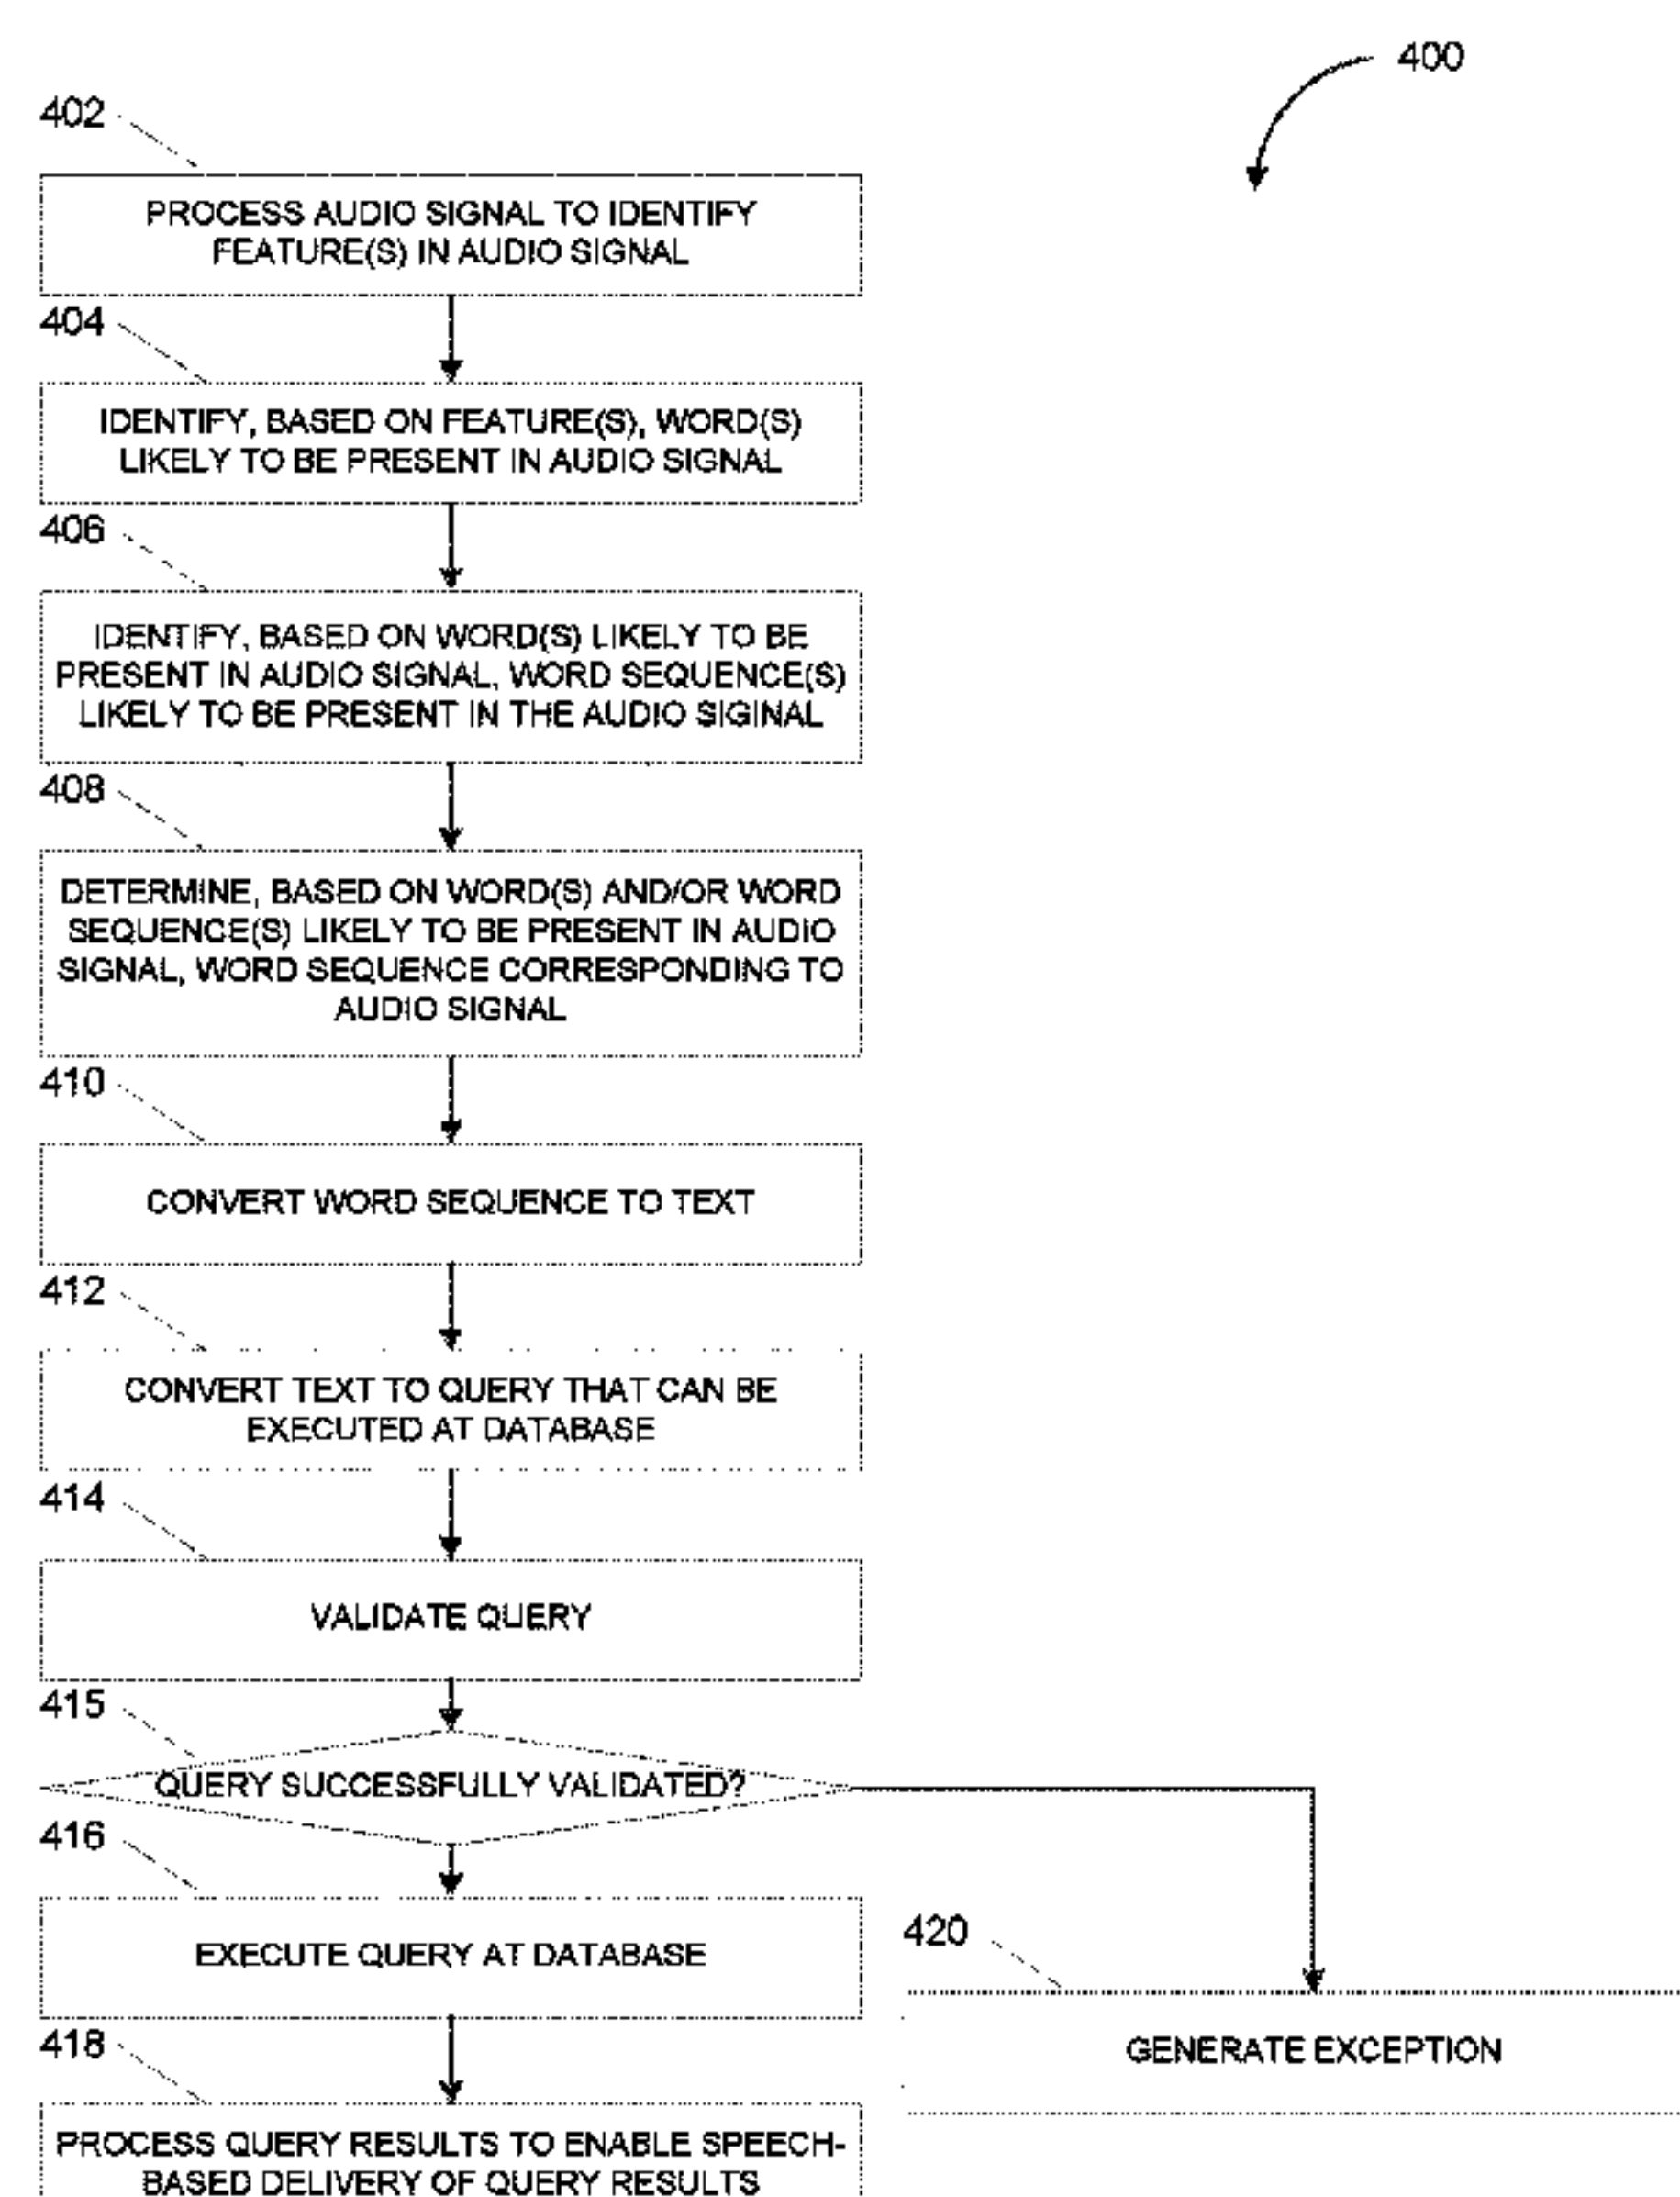 400
402
PROCESS AUDIO SIGNAL TO IDENTIFY
FEATURE(S) IN AUDIO SIGNAL
404
IDENTIFY, BASED ON FEATURE(S), WORD(S)
LIKELY TO BE PRESENT IN AUDIO SIGNAL
406
IDENTIFY, BASED ON WORD(S) LIKELY TO BE
PRESENT IN AUDIO SIGNAL, WORD SEQUENCE(S)
LIKELY TO BE PRESENT IN THE AUDIO SIGINAL
408
DETERMINE, BASED ON WORD(S) AND/OR WORD
SEQUENCE(S) LIKELY TO BE PRESENT IN AUDIO
SIGNAL, WORD SEQUENCE CORRESPONDING TO
AUDIO SIGNAL
410
CONVERT WORD SEQUENCE TO TEXT
412
CONVERT TEXT TO QUERY THAT CAN BE
EXECUTED AT DATABASE
414
VALIDATE QUERY
415
QUERY SUCCESSFULLY VALIDATED?
416
EXECUTE QUERY AT DATABASE
420
GENERATE EXCEPTION
418
PROCESS QUERY RESULTS TO ENABLE SPEECH-
BASED DELIVERY OF QUERY RESULTS